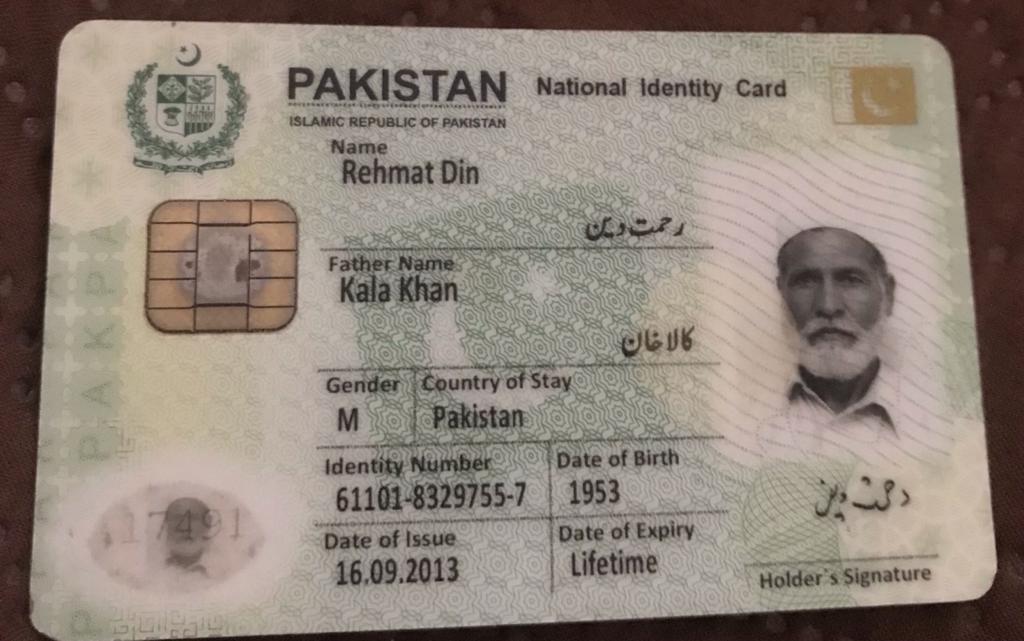 PAKISTAN National Identity Card
ISLAMIC REPUBLIC OF PAKISTAN
Name
Rehmat Din
رحمت دین
Father Name
Kala Khan
کالا خان
Gender Country of Stay
M Pakistan
Identity Number Date of Birth
61101-8329755-7 1953
Date of Issue Date of Expiry
16.09.2013 Lifetime
رحمت دین
Holder's Signature
17491
PAKPA